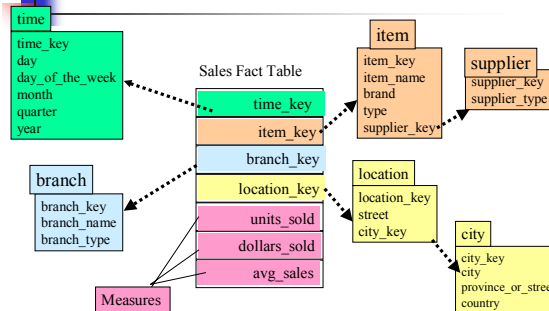 time
time_key
day
day_of_the_week
month
quarter
year
Sales Fact Table
time_key
item_key
branch_key
location_key
units_sold
dollars_sold
avg_sales
Measures
branch
branch_key
branch_name
branch_type
item
item_key
item_name
brand
type
supplier_key
supplier
supplier_key
supplier_type
location
location_key
street
city_key
city
city_key
city
province_or_stree
country